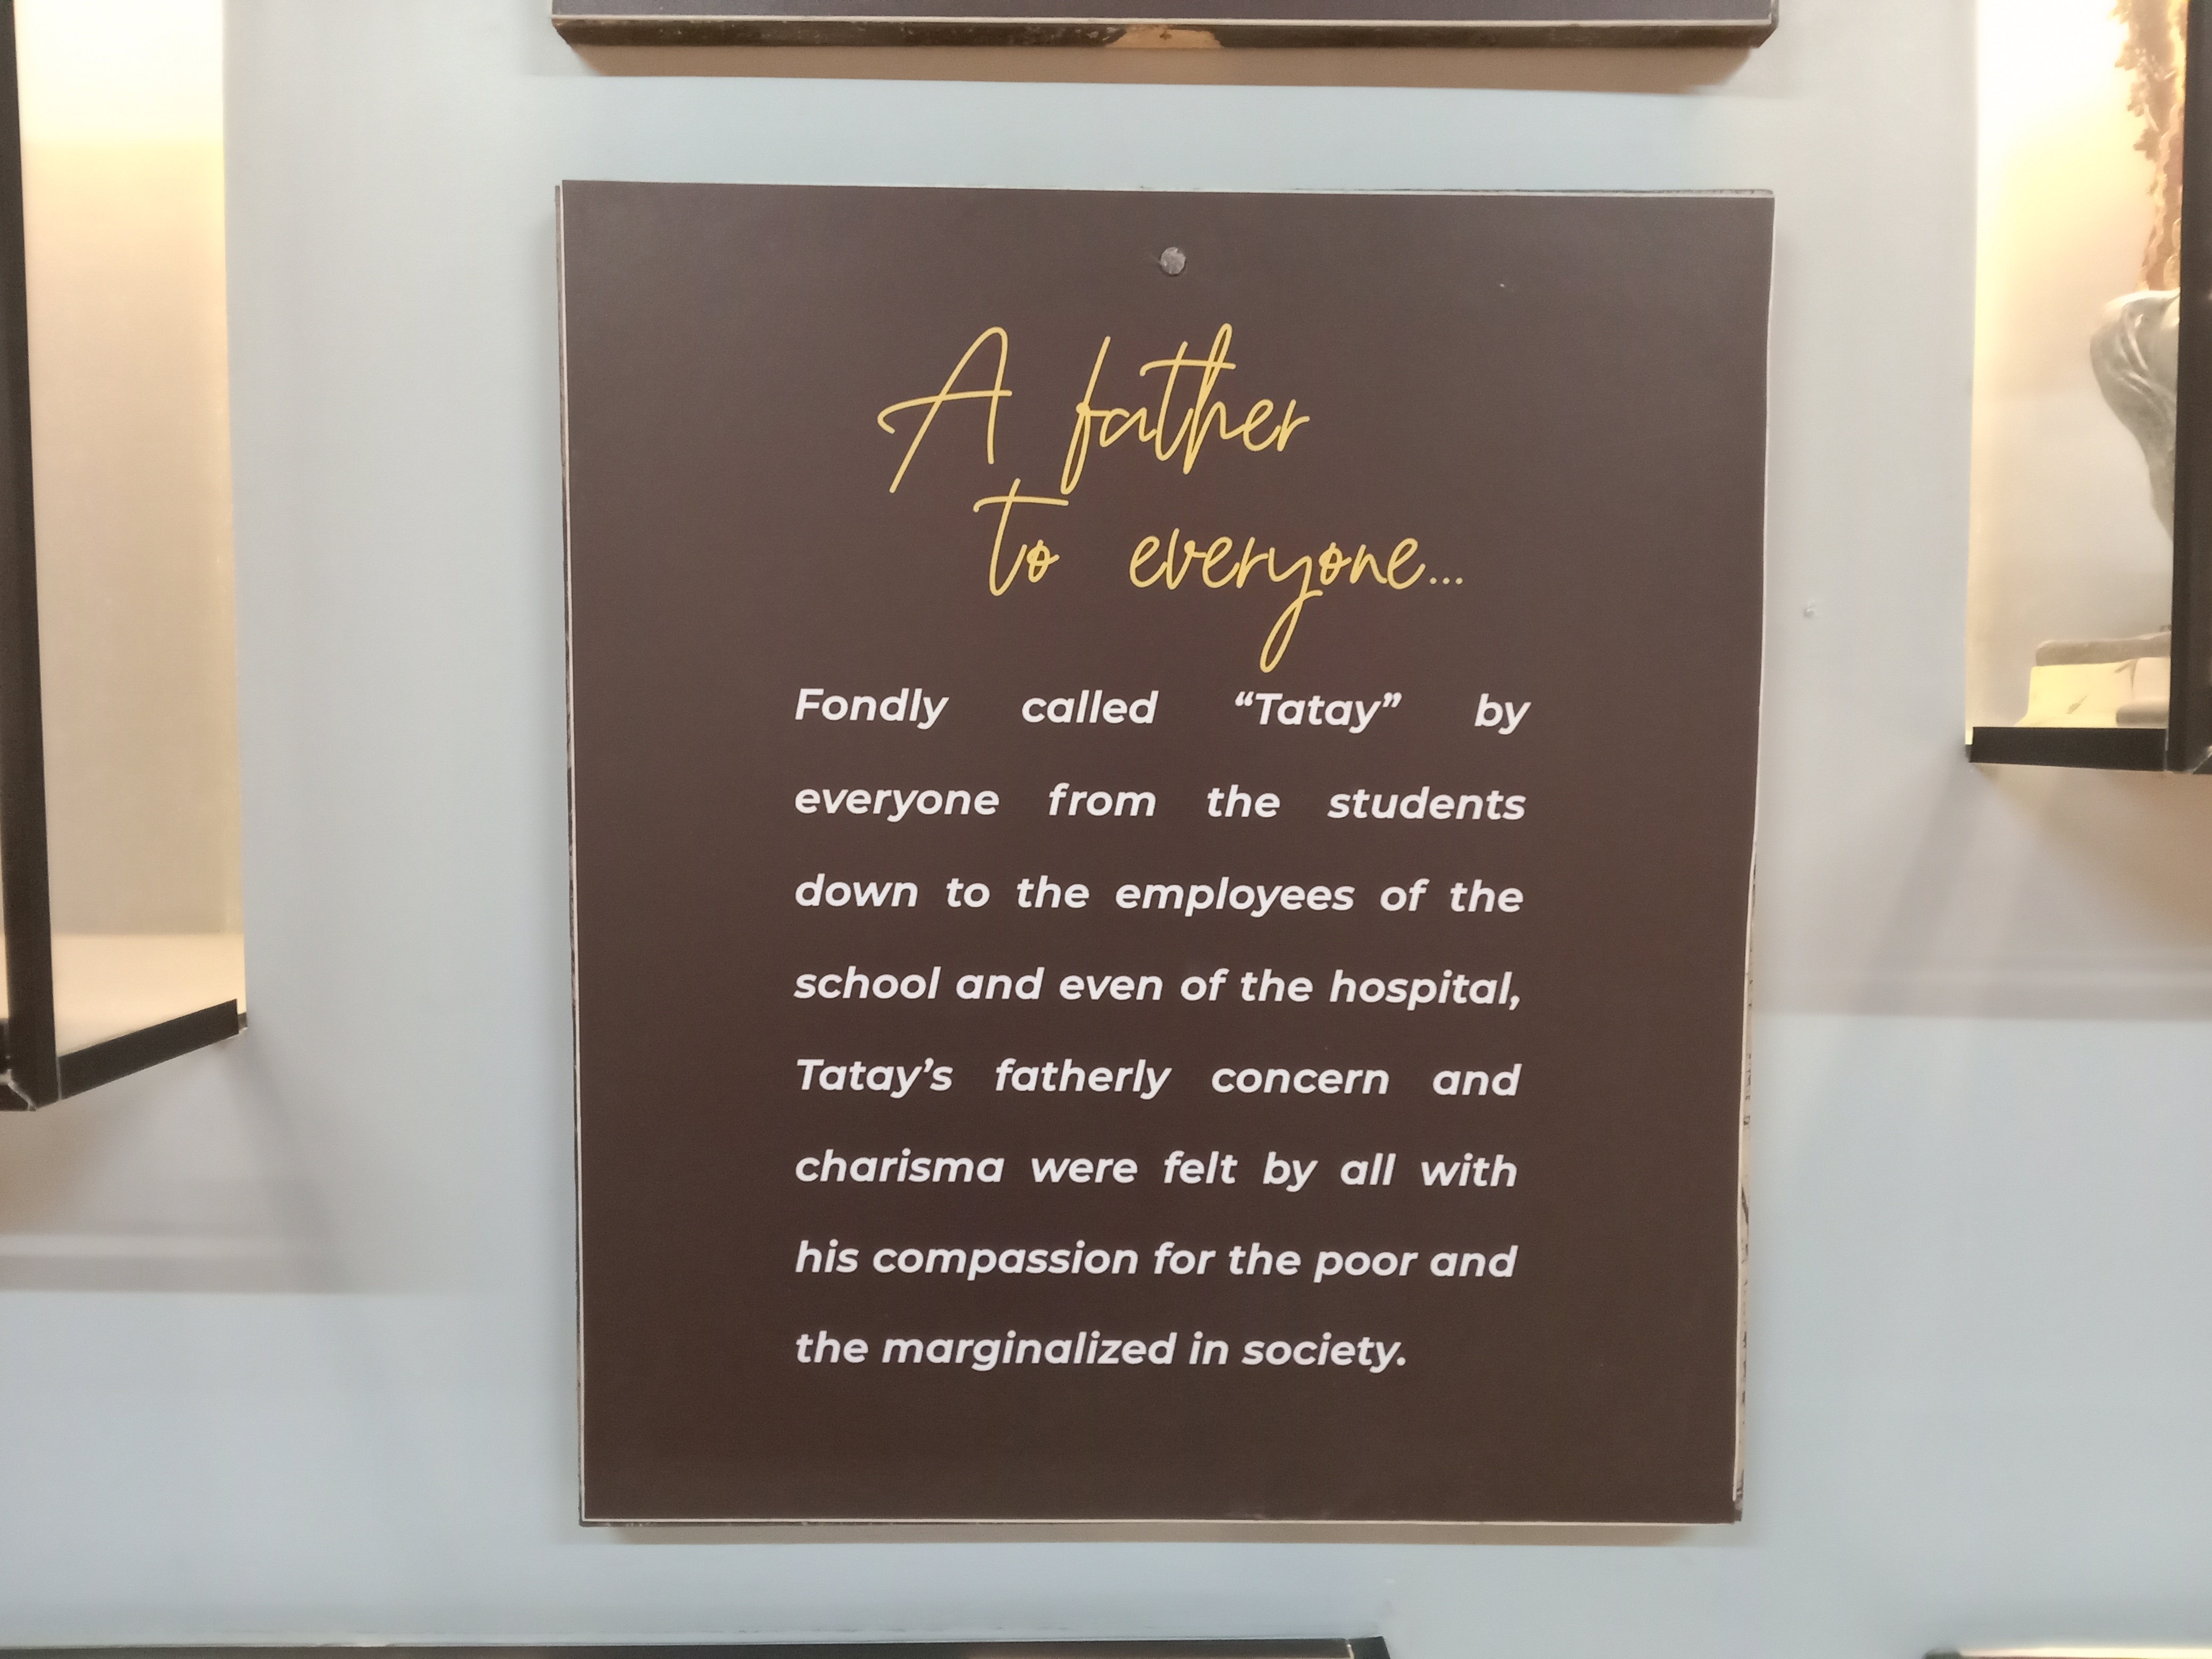 A father
to everyone...
Fondly called “Tatay” by
everyone from the students
down to the employees of the
school and even of the hospital,
Tatay’s fatherly concern and
charisma were felt by all with
his compassion for the poor and
the marginalized in society.